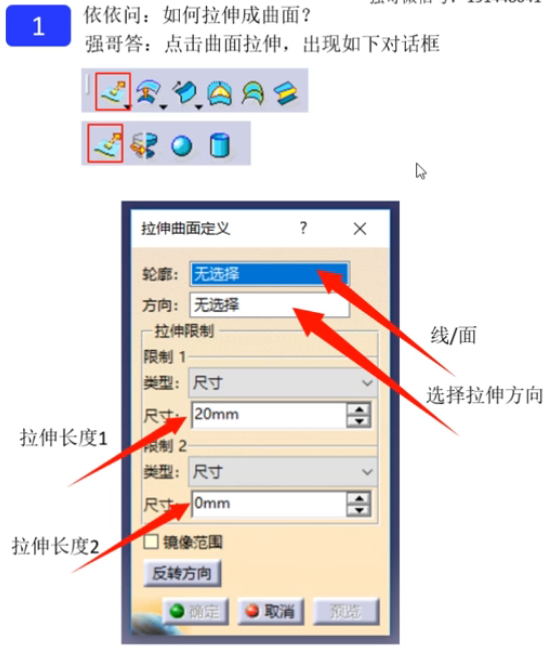 1
依依问：如何拉伸成曲面？
强哥答：点击曲面拉伸，出现如下对话框
拉伸曲面定义 ? ×
轮廓： 无选择
方向： 无选择
拉伸限制
限制 1
类型： 尺寸
尺寸： 20mm
限制 2
类型： 尺寸
尺寸： 0mm
镜像范围
反转方向
确定 取消 预览
线/面
选择拉伸方向
拉伸长度1
拉伸长度2